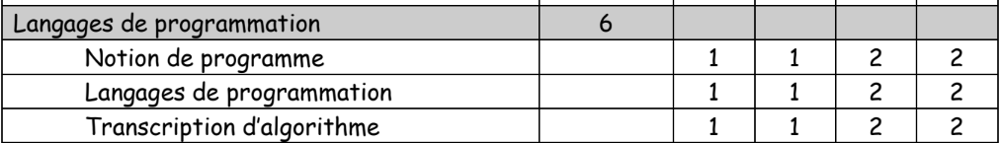 Langages de programmation 6
Notion de programme 1 1 2 2
Langages de programmation 1 1 2 2
Transcription d'algorithme 1 1 2 2